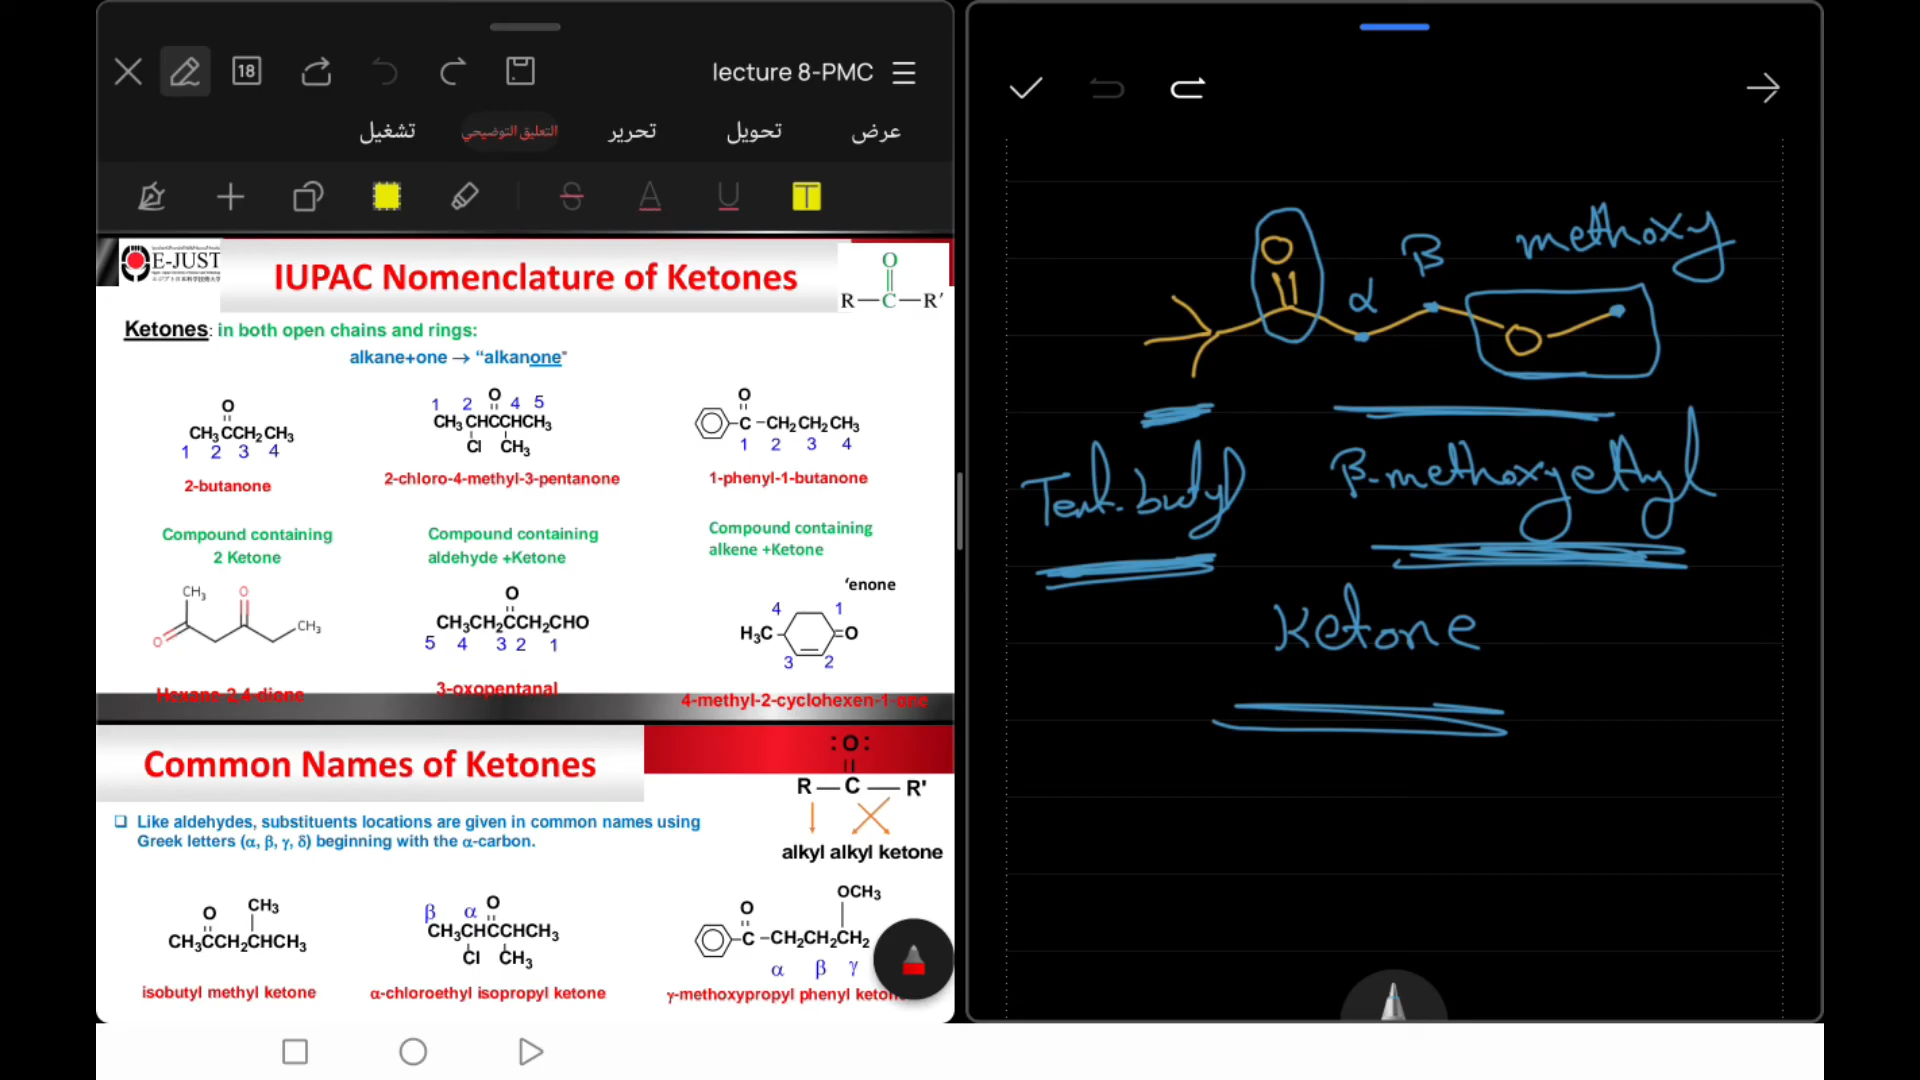 18
lecture 8-PMC
عرض
تحويل
تحرير
التعليق التوضيحي
تشغيل
E-JUST
IUPAC Nomenclature of Ketones
O
R—C—R'
Ketones: in both open chains and rings:
alkane+one → “alkanone”
O
CH3CCH2CH3
1 2 3 4
2-butanone
1 2 O 4 5
CH3CHCCHCH3
Cl CH3
2-chloro-4-methyl-3-pentanone
O
C–CH2CH2CH3
1 2 3 4
1-phenyl-1-butanone
Compound containing
2 Ketone
Compound containing
aldehyde +Ketone
Compound containing
alkene +Ketone
CH3 O
O CH3
Hexane-2,4-dione
O
CH3CH2CCH2CHO
5 4 3 2 1
3-oxopentanal
‘enone
4 1
H3C O
3 2
4-methyl-2-cyclohexen-1-one
Common Names of Ketones
:O:
R — C — R'
alkyl alkyl ketone
Like aldehydes, substituents locations are given in common names using
Greek letters (α, β, γ, δ) beginning with the α-carbon.
O CH3
CH3CCH2CHCH3
isobutyl methyl ketone
β α O
CH3CHCCHCH3
Cl CH3
α-chloroethyl isopropyl ketone
OCH3
O
C–CH2CH2CH2
α β γ
γ-methoxypropyl phenyl keton
O α β methoxy
O
Tert-butyl β-methoxyethyl
Ketone